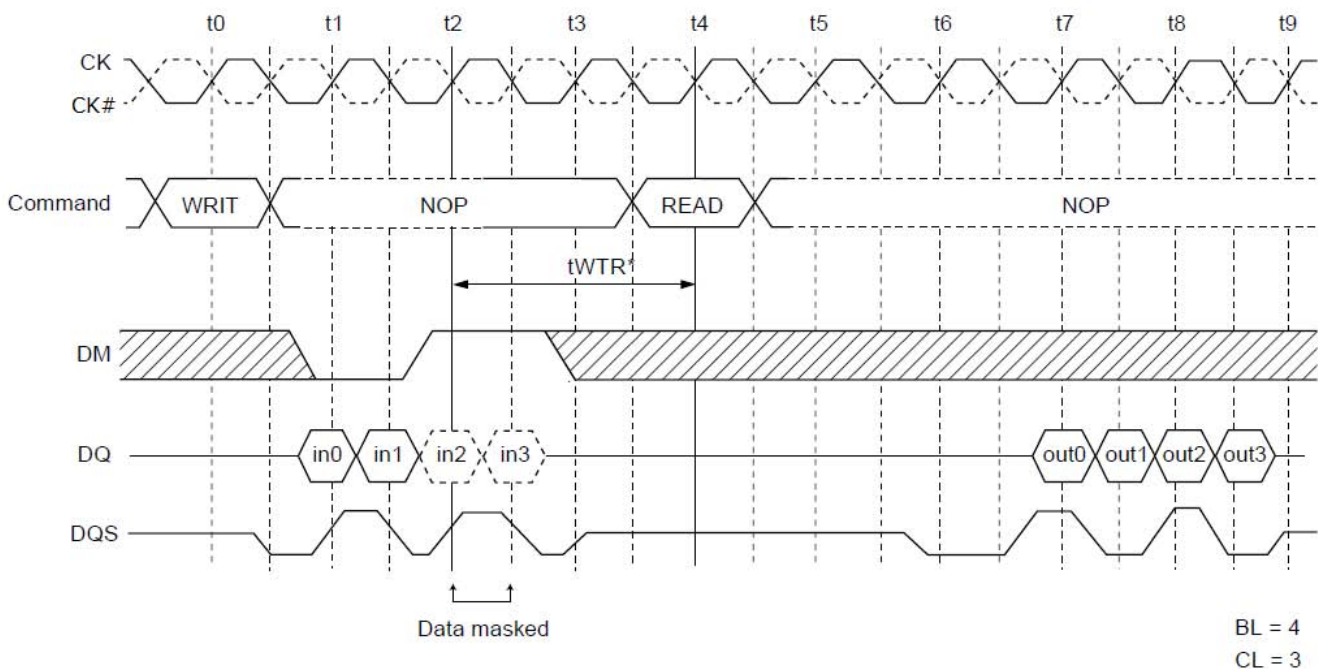 t0 t1 t2 t3 t4 t5 t6 t7 t8 t9
CK
CK#
Command WRIT NOP READ NOP
tWTR*
DM
DQ in0 in1 in2 in3 out0 out1 out2 out3
DQS
Data masked
BL = 4
CL = 3